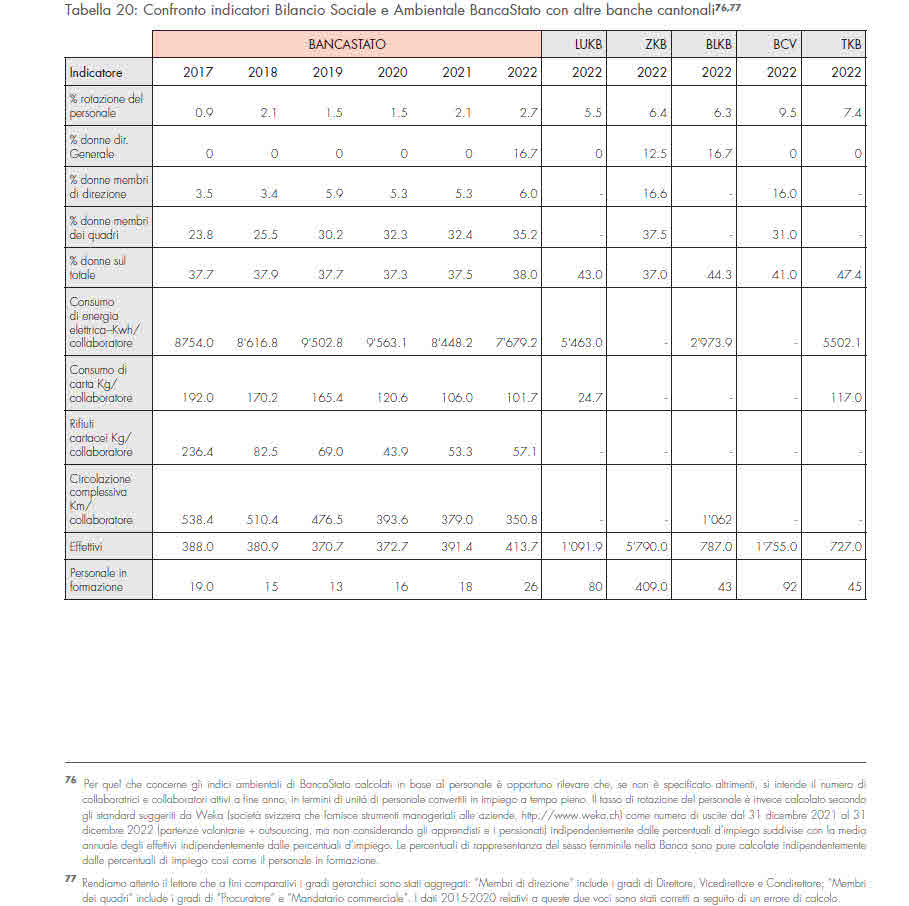 Tabella 20: Confronto indicatori Bilancio Sociale e Ambientale BancaStato con altre banche cantonali76,77
BANCASTATO LUKB ZKB BLKB BCV TKB
Indicatore 2017 2018 2019 2020 2021 2022 2022 2022 2022 2022 2022
% rotazione del
personale 0.9 2.1 1.5 1.5 2.1 2.7 5.5 6.4 6.3 9.5 7.4
% donne dir.
Generale 0 0 0 0 0 16.7 0 12.5 16.7 0 0
% donne membri
di direzione 3.5 3.4 5.9 5.3 5.3 6.0 - 16.6 - 16.0 -
% donne membri
dei quadri 23.8 25.5 30.2 32.3 32.4 35.2 - 37.5 - 31.0 -
% donne sul
totale 37.7 37.9 37.7 37.3 37.5 38.0 43.0 37.0 44.3 41.0 47.4
Consumo
di energia
elettrica–Kwh/
collaboratore 8754.0 8'616.8 9'502.8 9'563.1 8'448.2 7'679.2 5'463.0 - 2'973.9 - 5502.1
Consumo di
carta Kg/
collaboratore 192.0 170.2 165.4 120.6 106.0 101.7 24.7 - - - 117.0
Rifiuti
cartacei Kg/
collaboratore 236.4 82.5 69.0 43.9 53.3 57.1 - - - - -
Circolazione
complessiva
Km/
collaboratore 538.4 510.4 476.5 393.6 379.0 350.8 - - 1'062 - -
Effettivi 388.0 380.9 370.7 372.7 391.4 413.7 1'091.9 5'790.0 787.0 1'755.0 727.0
Personale in
formazione 19.0 15 13 16 18 26 80 409.0 43 92 45
76 Per quel che concerne gli indici ambientali di BancaStato calcolati in base al personale è opportuno rilevare che, se non è specificato altrimenti, si intende il numero di
collaboratrici e collaboratori attivi a fine anno, in termini di unità di personale convertiti in impiego a tempo pieno. Il tasso di rotazione del personale è invece calcolato secondo
gli standard suggeriti da Weka (società svizzera che fornisce strumenti manageriali alle aziende, http://www.weka.ch) come numero di uscite dal 31 dicembre 2021 al 31
dicembre 2022 (partenze volontarie + outsourcing, ma non considerando gli apprendisti e i pensionati) indipendentemente dalle percentuali d'impiego suddivise con la media
annuale degli effettivi indipendentemente dalle percentuali d'impiego. Le percentuali di rappresentanza del sesso femminile nella Banca sono pure calcolate indipendentemente
dalle percentuali di impiego così come il personale in formazione.
77 Rendiamo attento il lettore che a fini comparativi i gradi gerarchici sono stati aggregati: "Membri di direzione" include i gradi di Direttore, Vicedirettore e Condirettore; "Membri
dei quadri" include i gradi di "Procuratore" e "Mandatario commerciale". I dati 2015-2020 relativi a queste due voci sono stati corretti a seguito di un errore di calcolo.